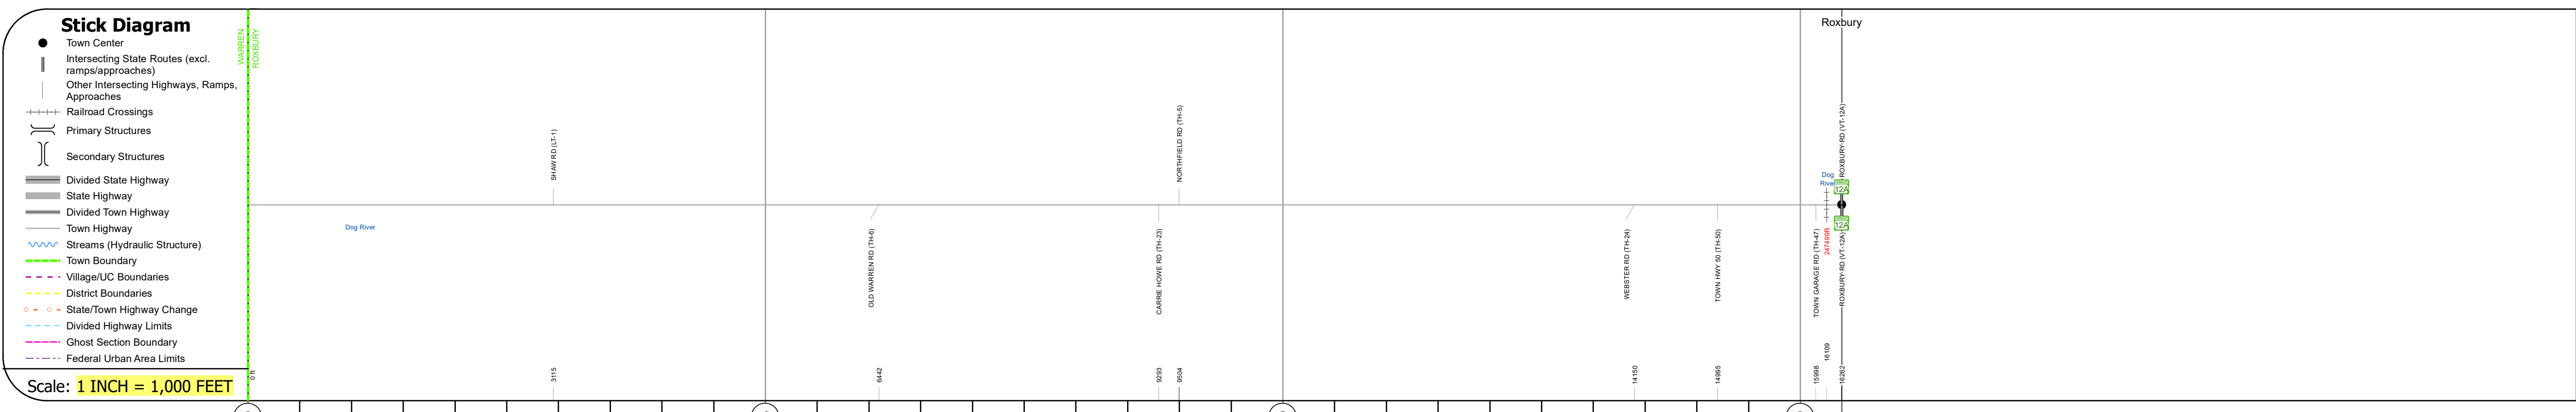 Stick Diagram
Town Center
Intersecting State Routes (excl.
ramps/approaches)
Other Intersecting Highways, Ramps,
Approaches
Railroad Crossings
Primary Structures
Secondary Structures
Divided State Highway
State Highway
Divided Town Highway
Town Highway
Streams (Hydraulic Structure)
Town Boundary
Village/UC Boundaries
District Boundaries
State/Town Highway Change
Divided Highway Limits
Ghost Section Boundary
Federal Urban Area Limits
Scale: 1 INCH = 1,000 FEET
WARREN
ROXBURY
0 ft
Dog River
SHAW RD (LT-1)
3115
OLD WARREN RD (TH-6)
6442
CARRIE HOWE RD (TH-23)
9293
NORTHFIELD RD (TH-5)
9504
WEBSTER RD (TH-24)
14150
TOWN HWY 50 (TH-50)
14995
TOWN GARAGE RD (TH-47)
15998
Dog
River
247499R
16109
Roxbury
ROXBURY RD (VT-12A)
12A
12A
ROXBURY RD (VT-12A)
16262